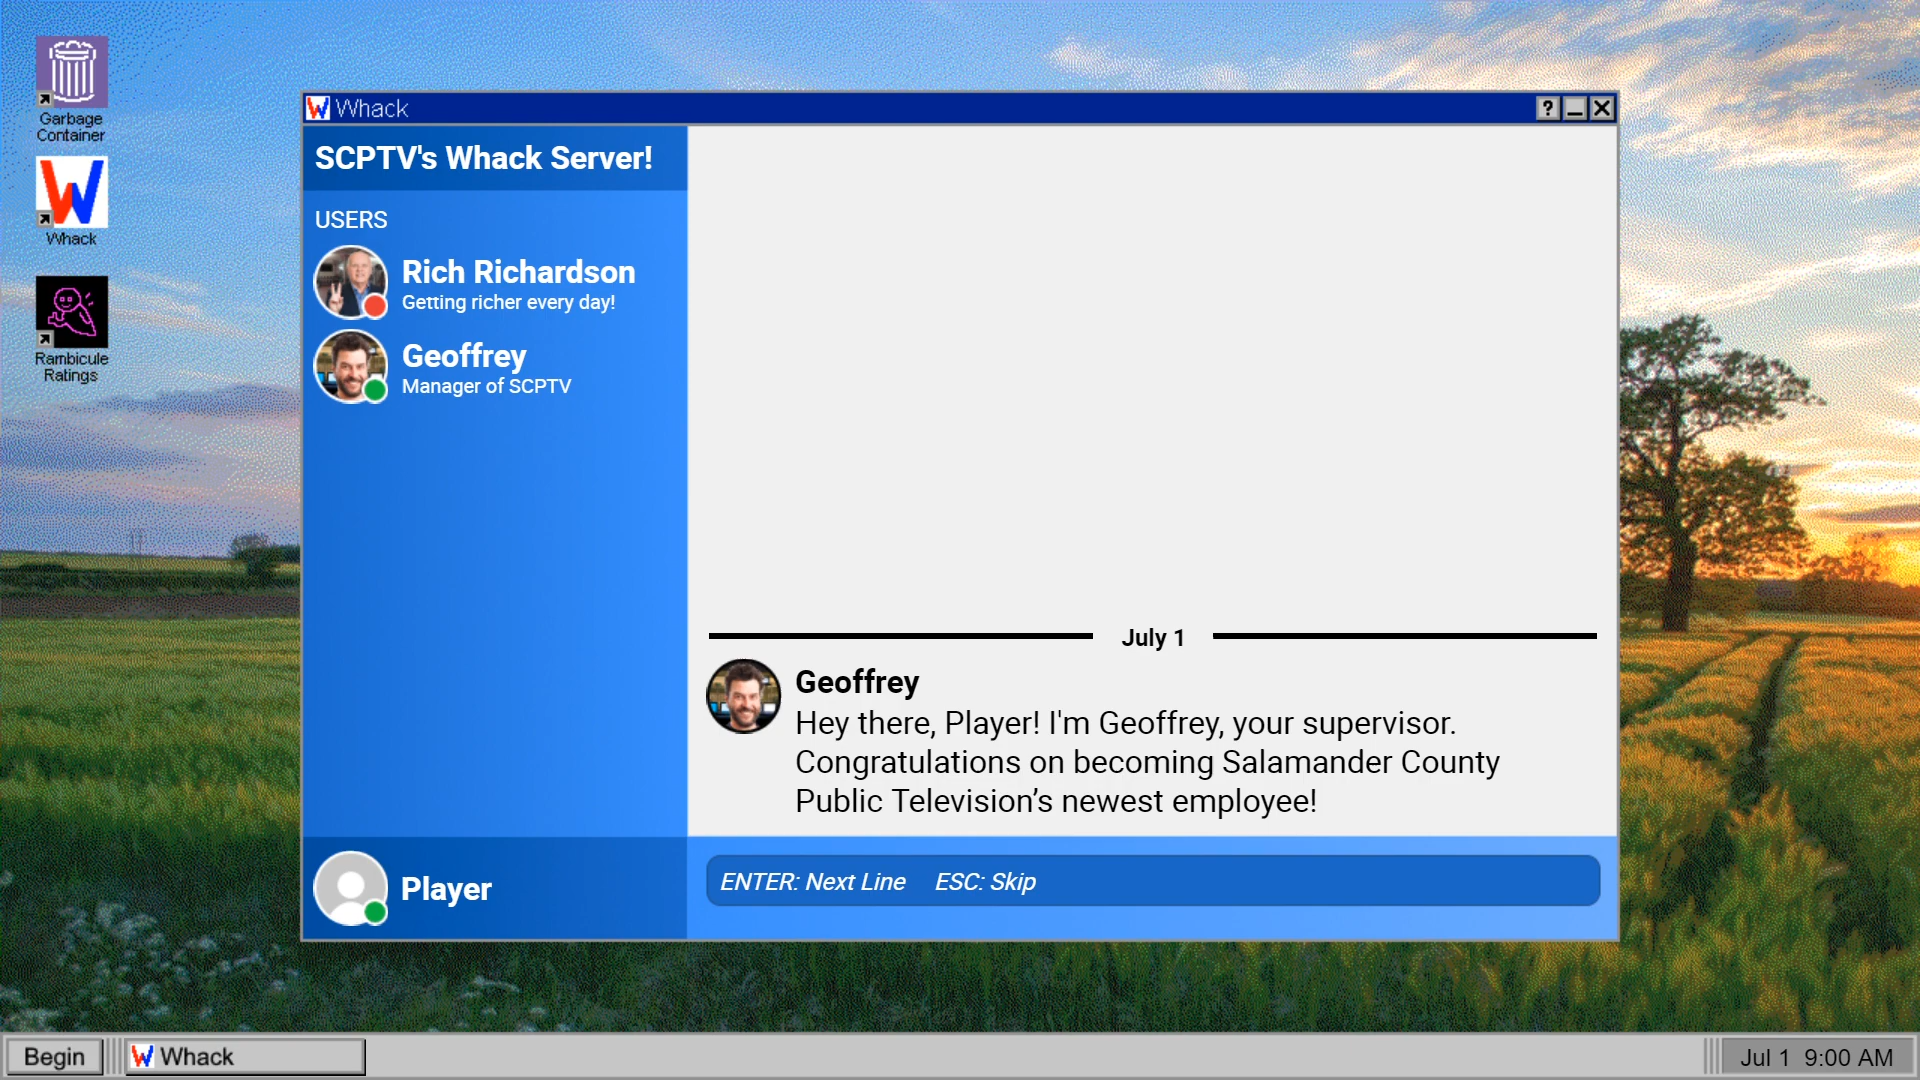 Garbage
Container
Whack
Rambicule
Ratings
Whack
?
SCPTV's Whack Server!
USERS
Rich Richardson
Getting richer every day!
Geoffrey
Manager of SCPTV
July 1
Geoffrey
Hey there, Player! I'm Geoffrey, your supervisor.
Congratulations on becoming Salamander County
Public Television’s newest employee!
Player
ENTER: Next Line ESC: Skip
Begin
Whack
Jul 1 9:00 AM